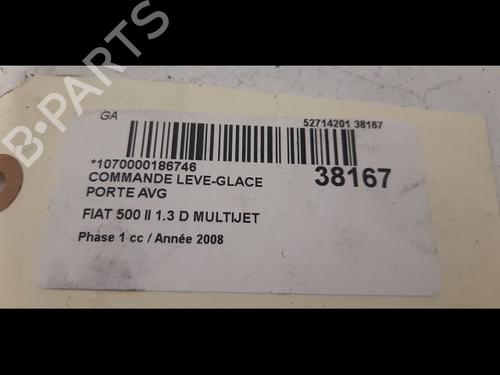 GA
52714201 38167
*1070000186746
COMMANDE LEVE-GLACE
PORTE AVG
38167
FIAT 500 II 1.3 D MULTIJET
Phase 1 cc / Année 2008
B-PARTS